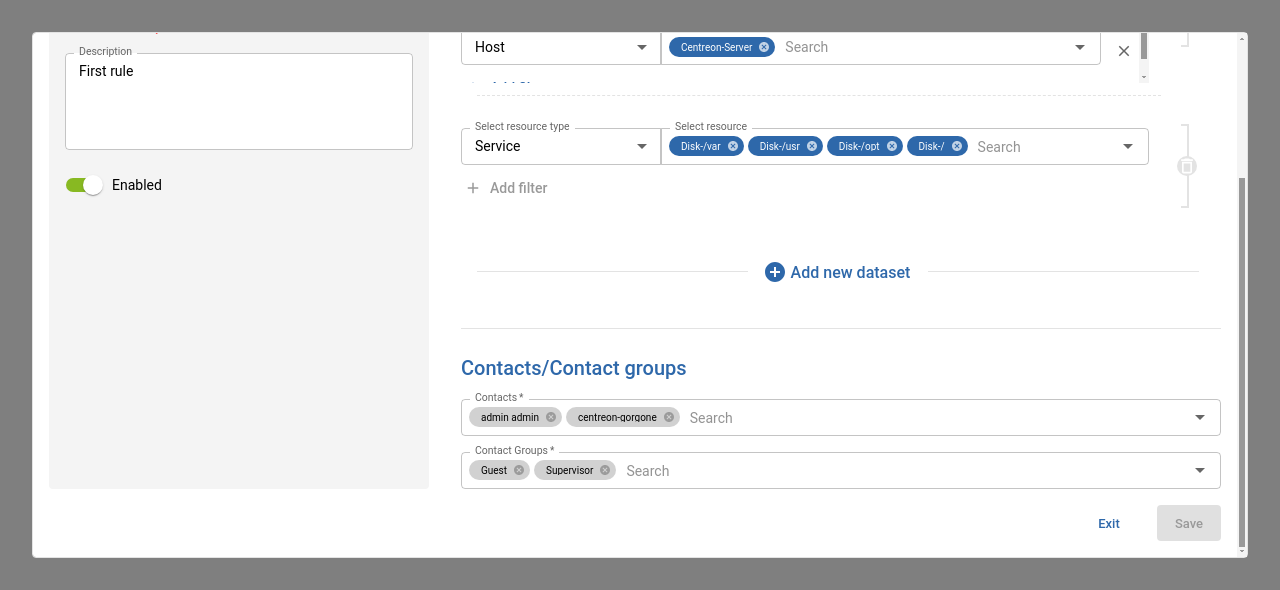 Description
First rule
Enabled
Host
Centreon-Server
Search
Select resource type
Service
Select resource
Disk-/var
Disk-/usr
Disk-/opt
Disk-/
Search
Add filter
Add new dataset
Contacts/Contact groups
Contacts *
admin admin
centreon-gorgone
Search
Contact Groups *
Guest
Supervisor
Search
Exit
Save